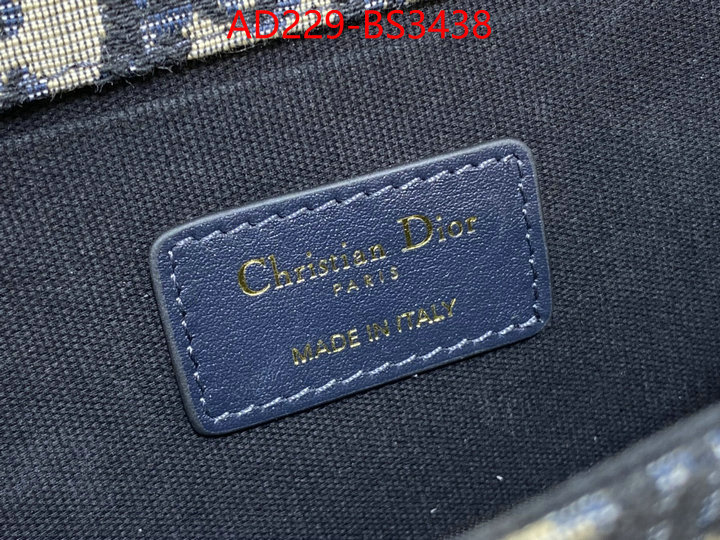 AD229-BS3438
Christian Dior
PARIS
MADE IN ITALY